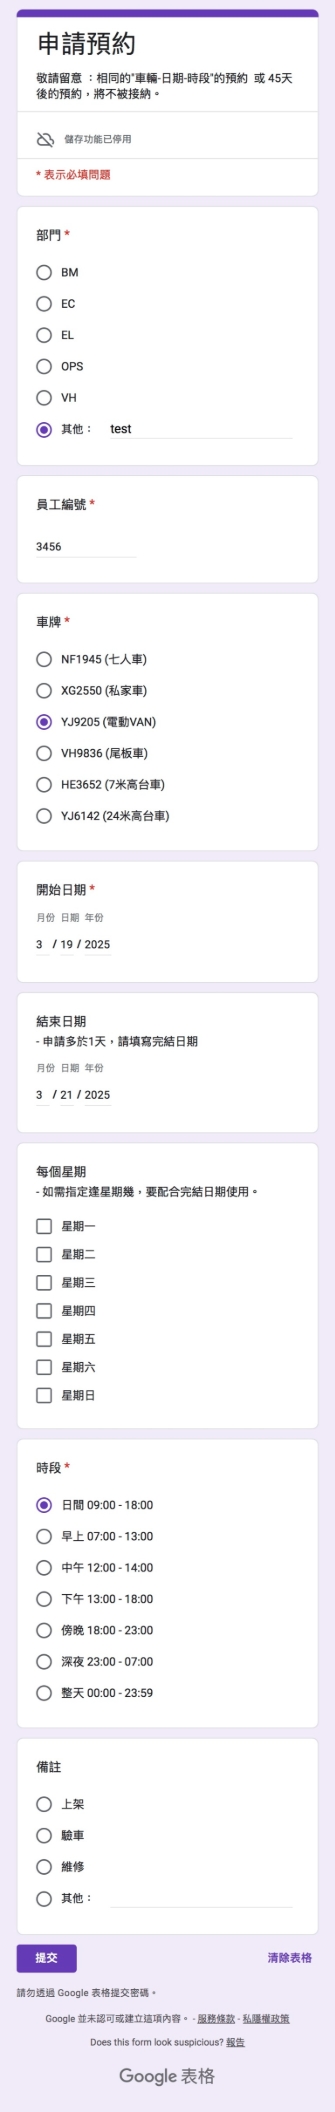 申請預約
敬請留意 ：相同的"車輛-日期-時段"的預約 或 45天
後的預約，將不被接納。
儲存功能已停用
* 表示必填問題
部門 *
BM
EC
EL
OPS
VH
其他： test
員工編號 *
3456
車牌 *
NF1945 (七人車)
XG2550 (私家車)
YJ9205 (電動VAN)
VH9836 (尾板車)
HE3652 (7米高台車)
YJ6142 (24米高台車)
開始日期 *
月份 日期 年份
3 / 19 / 2025
結束日期
- 申請多於1天，請填寫完結日期
月份 日期 年份
3 / 21 / 2025
每個星期
- 如需指定逢星期幾，要配合完結日期使用。
星期一
星期二
星期三
星期四
星期五
星期六
星期日
時段 *
日間 09:00 - 18:00
早上 07:00 - 13:00
中午 12:00 - 14:00
下午 13:00 - 18:00
傍晚 18:00 - 23:00
深夜 23:00 - 07:00
整天 00:00 - 23:59
備註
上架
驗車
維修
其他：
提交 清除表格
請勿透過 Google 表格提交密碼。
Google 並未認可或建立這項內容。 - 服務條款 - 私隱權政策
Does this form look suspicious? 報告
Google 表格